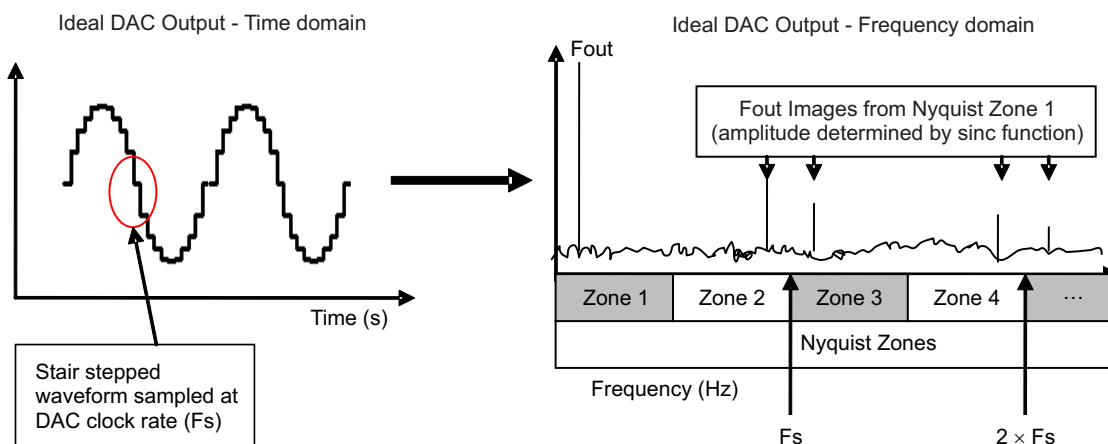 Ideal DAC Output - Time domain
Time (s)
Stair stepped
waveform sampled at
DAC clock rate (Fs)
Ideal DAC Output - Frequency domain
Fout
Fout Images from Nyquist Zone 1
(amplitude determined by sinc function)
Zone 1
Zone 2
Zone 3
Zone 4
...
Nyquist Zones
Frequency (Hz)
Fs
2 × Fs